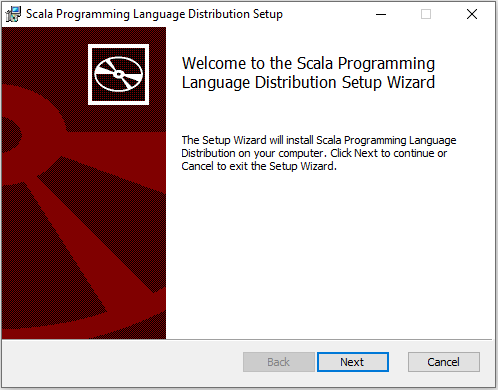 Scala Programming Language Distribution Setup
Welcome to the Scala Programming
Language Distribution Setup Wizard
The Setup Wizard will install Scala Programming Language
Distribution on your computer. Click Next to continue or
Cancel to exit the Setup Wizard.
Back
Next
Cancel